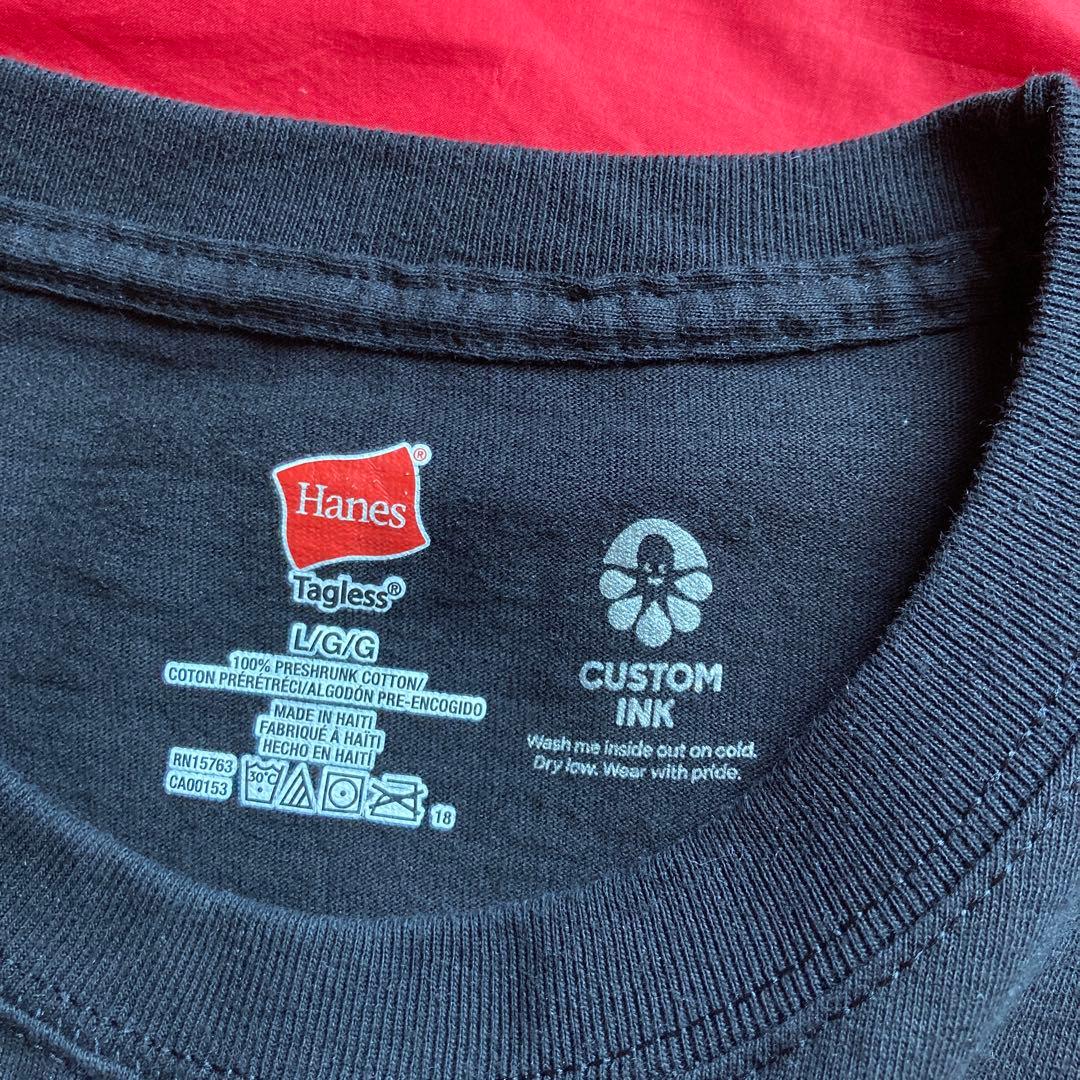 Hanes®
Tagless®
L/G/G
100% PRESHRUNK COTTON/
COTON PRÉRÉTRÉCI/ALGODÓN PRE-ENCOGIDO
MADE IN HAITI
FABRIQUÉ À HAÏTI
HECHO EN HAITÍ
RN15763
CA00153
30°C
18
CUSTOM
INK
Wash me inside out on cold.
Dry low. Wear with pride.